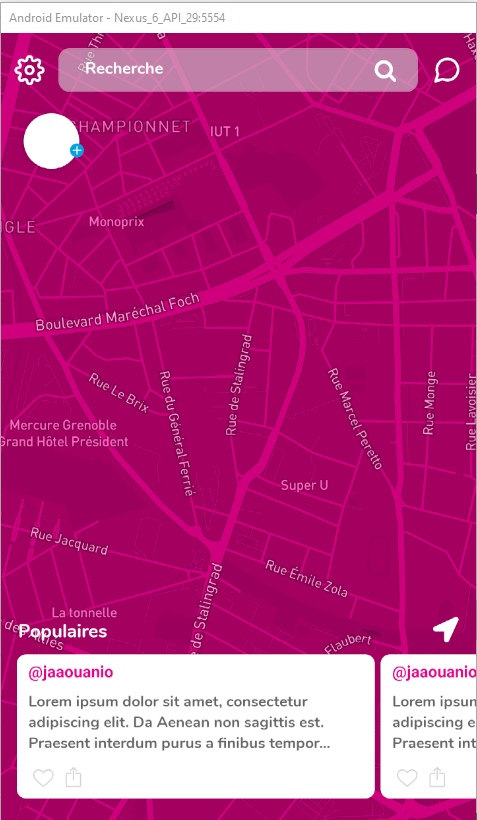 Android Emulator - Nexus_6_API_29:5554
Recherche
CHAMPIONNET
IUT 1
Monoprix
Boulevard Maréchal Foch
Rue Le Brix
Rue du Général Ferrié
Rue de Stalingrad
Rue Marcel Peretto
Rue Monge
Rue Lavoisier
Mercure Grenoble
Grand Hôtel Président
Super U
Rue Jacquard
Rue Émile Zola
La tonnelle
Populaires
Flaubert
de Stalingrad
des Alliés
@jaaouanio
Lorem ipsum dolor sit amet, consectetur
adipiscing elit. Da Aenean non sagittis est.
Praesent interdum purus a finibus tempor...
@jaaouanio
Lorem ipsum
adipiscing e
Praesent int